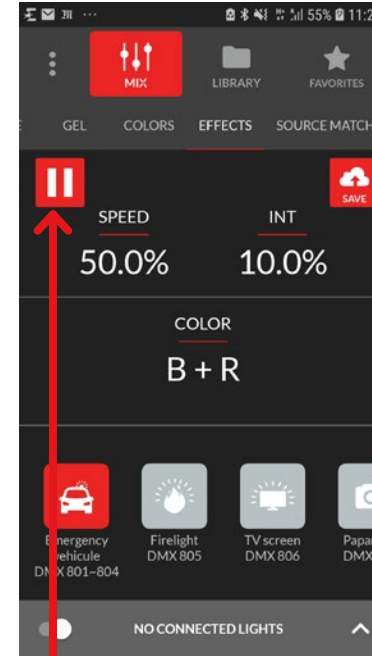 55% 11:2
MIX
LIBRARY
FAVORITES
E GEL COLORS EFFECTS SOURCE MATCH
SAVE
SPEED INT
50.0% 10.0%
COLOR
B + R
Emergency
vehicule
DMX 801~804
Firelight
DMX 805
TV screen
DMX 806
Papa
DMX
NO CONNECTED LIGHTS